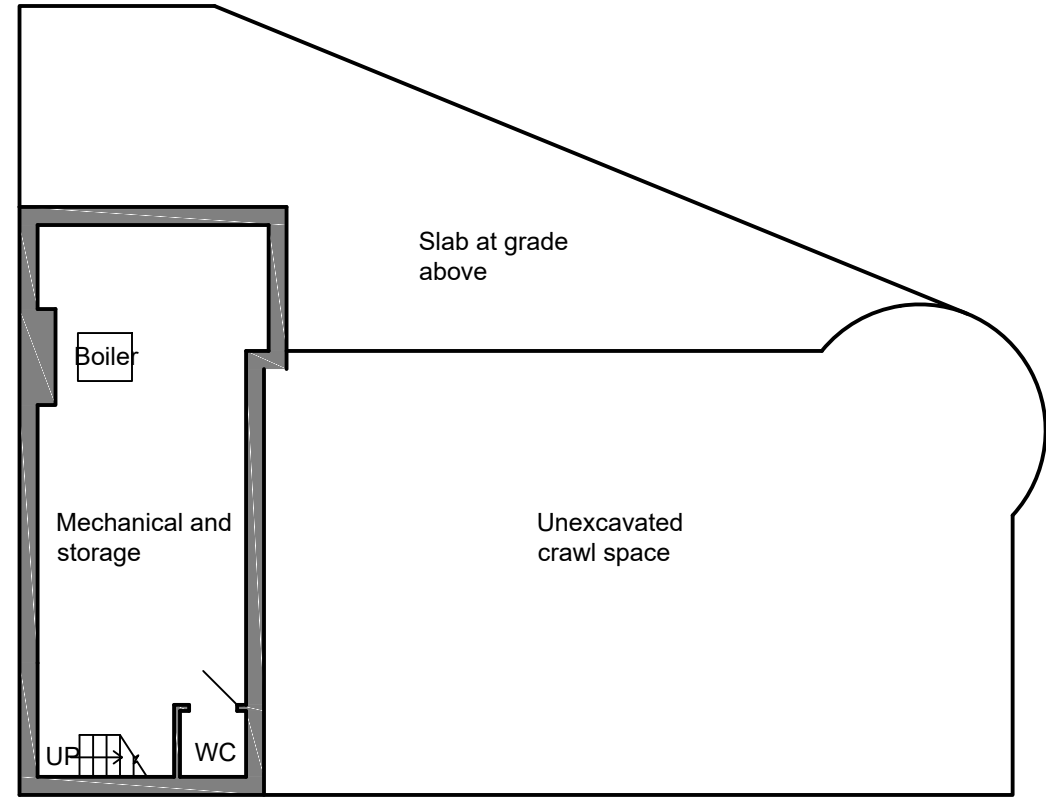 Slab at grade
above
Boiler
Mechanical and
storage
Unexcavated
crawl space
UP
WC